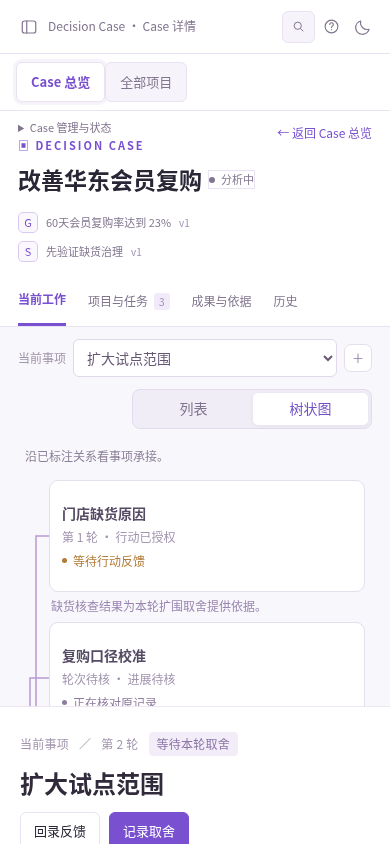 Decision Case • Case 详情
Case 总览
全部项目
Case 管理与状态
← 返回 Case 总览
DECISION CASE
改善华东会员复购
分析中
G 60天会员复购率达到 23% v1
S 先验证缺货治理 v1
当前工作
项目与任务 3
成果与依据
历史
当前事项
扩大试点范围
列表
树状图
沿已标注关系看事项承接。
门店缺货原因
第 1 轮 • 行动已授权
等待行动反馈
缺货核查结果为本轮扩围取舍提供依据。
复购口径校准
轮次待核 • 进展待核
正在核对原记录
当前事项 ／ 第 2 轮 等待本轮取舍
扩大试点范围
回录反馈
记录取舍